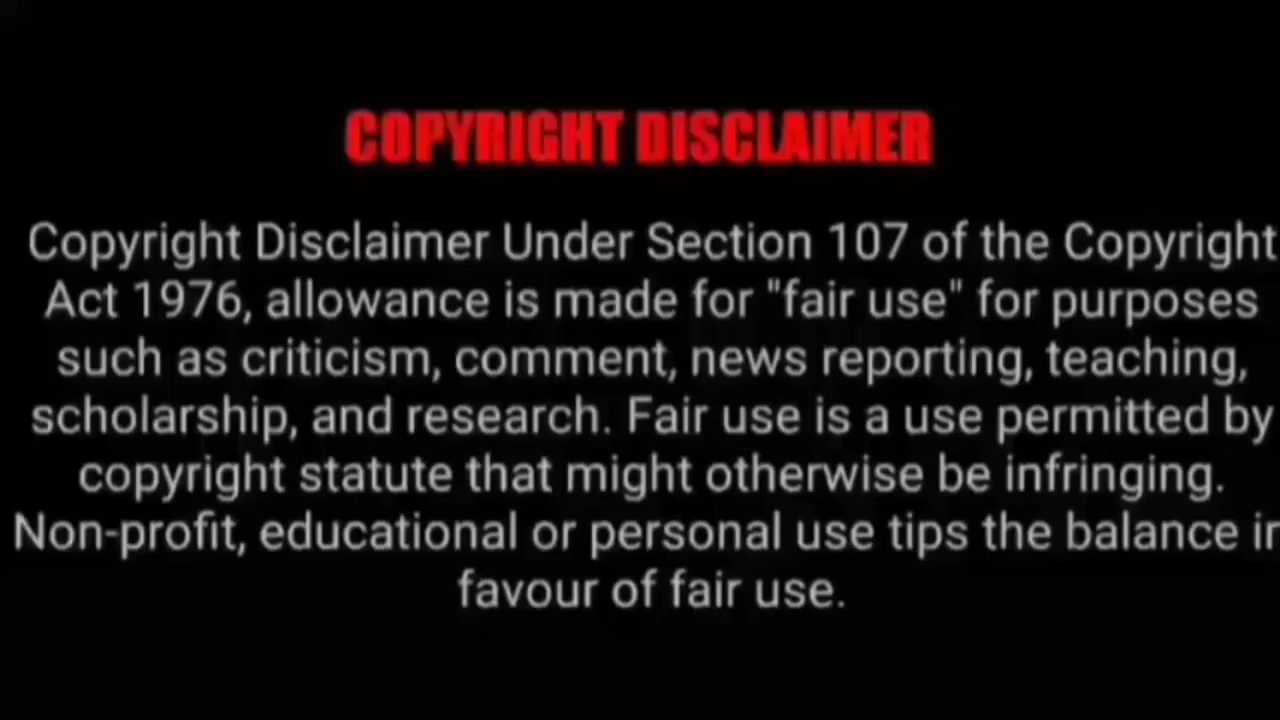 COPYRIGHT DISCLAIMER
Copyright Disclaimer Under Section 107 of the Copyright
Act 1976, allowance is made for "fair use" for purposes
such as criticism, comment, news reporting, teaching,
scholarship, and research. Fair use is a use permitted by
copyright statute that might otherwise be infringing.
Non-profit, educational or personal use tips the balance in
favour of fair use.